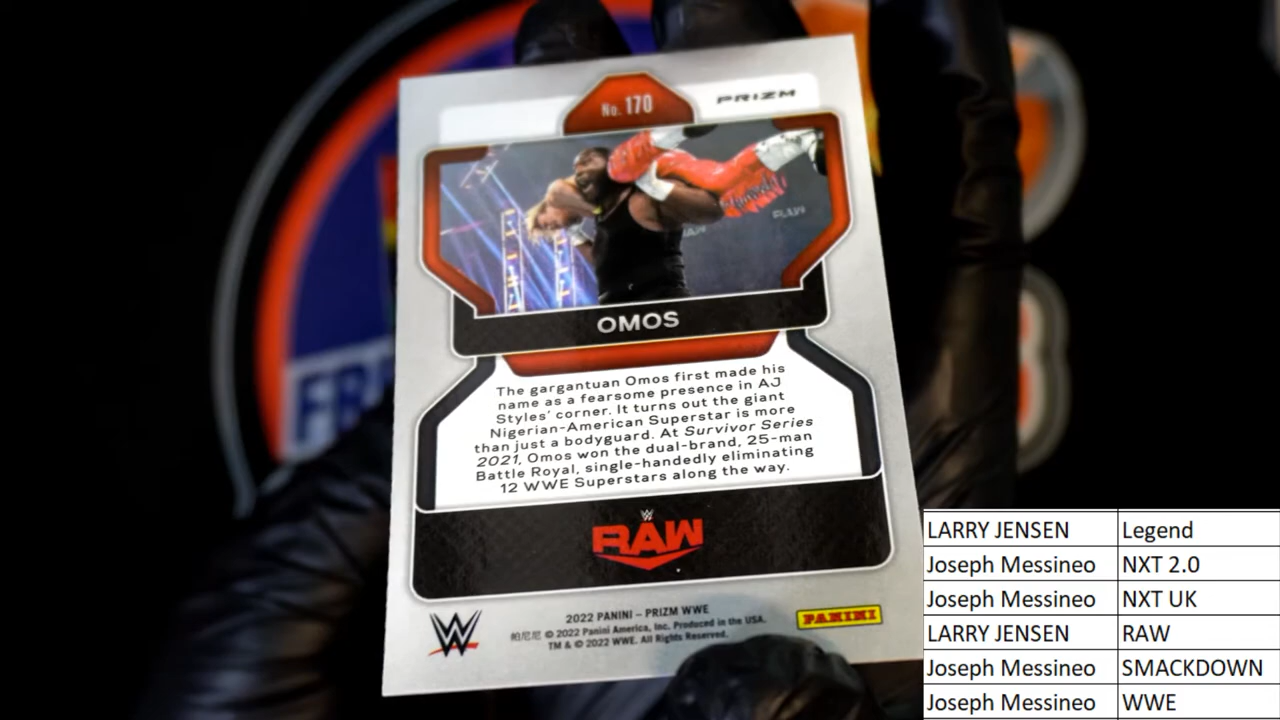 No. 170
PRIZM
RAW
OMOS
The gargantuan Omos first made his
name as a fearsome presence in AJ
Styles' corner. It turns out the giant
Nigerian-American Superstar is more
than just a bodyguard. At Survivor Series
2021, Omos won the dual-brand, 25-man
Battle Royal, single-handedly eliminating
12 WWE Superstars along the way.
W
RAW
W
2022 PANINI – PRIZM WWE
帕尼尼 © 2022 Panini America, Inc. Produced in the USA.
TM & © 2022 WWE. All Rights Reserved.
PANINI
LARRY JENSEN Legend
Joseph Messineo NXT 2.0
Joseph Messineo NXT UK
LARRY JENSEN RAW
Joseph Messineo SMACKDOWN
Joseph Messineo WWE